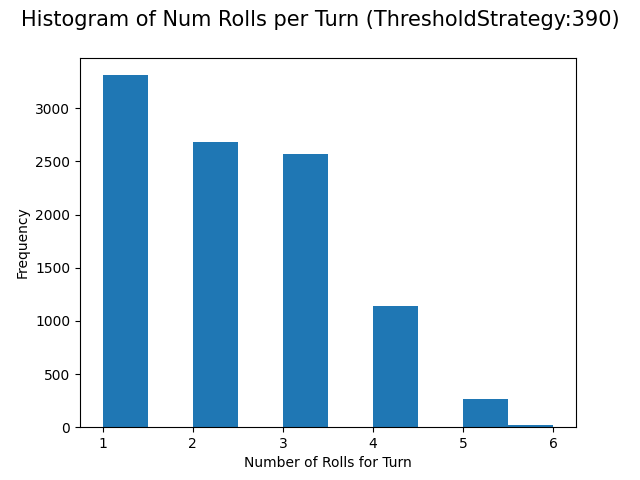 Histogram of Num Rolls per Turn (ThresholdStrategy:390)
Frequency
3000
2500
2000
1500
1000
500
0
1 2 3 4 5 6
Number of Rolls for Turn